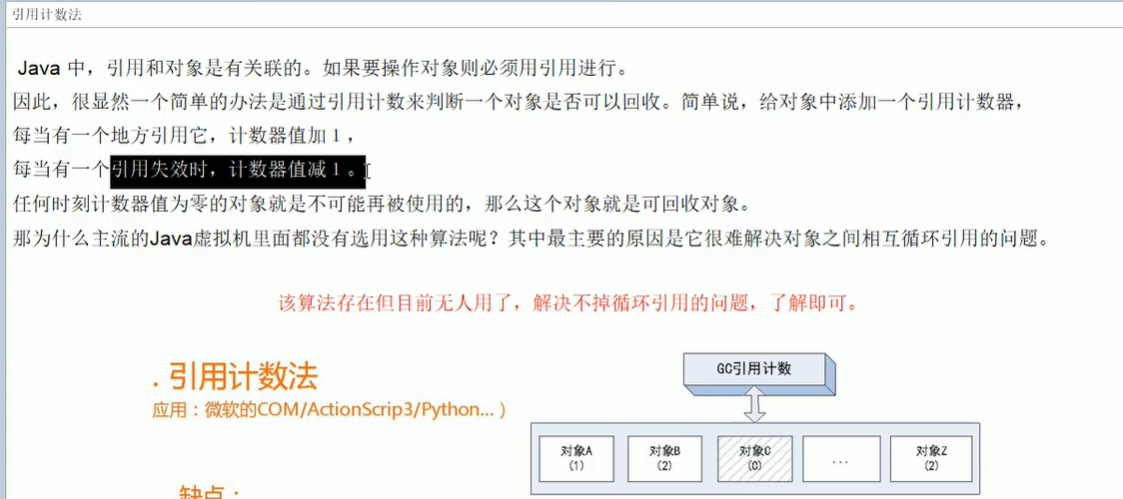 引用计数法
Java 中，引用和对象是有关联的。如果要操作对象则必须用引用进行。
因此，很显然一个简单的办法是通过引用计数来判断一个对象是否可以回收。简单说，给对象中添加一个引用计数器，
每当有一个地方引用它，计数器值加 1 ，
每当有一个引用失效时，计数器值减 1 。
任何时刻计数器值为零的对象就是不可能再被使用的，那么这个对象就是可回收对象。
那为什么主流的Java虚拟机里面都没有选用这种算法呢？其中最主要的原因是它很难解决对象之间相互循环引用的问题。
该算法存在但目前无人用了，解决不掉循环引用的问题，了解即可。
. 引用计数法
应用：微软的COM/ActionScrip3/Python...）
GC引用计数
对象A
(1)
对象B
(2)
对象C
(0)
...
对象Z
(2)
缺点：